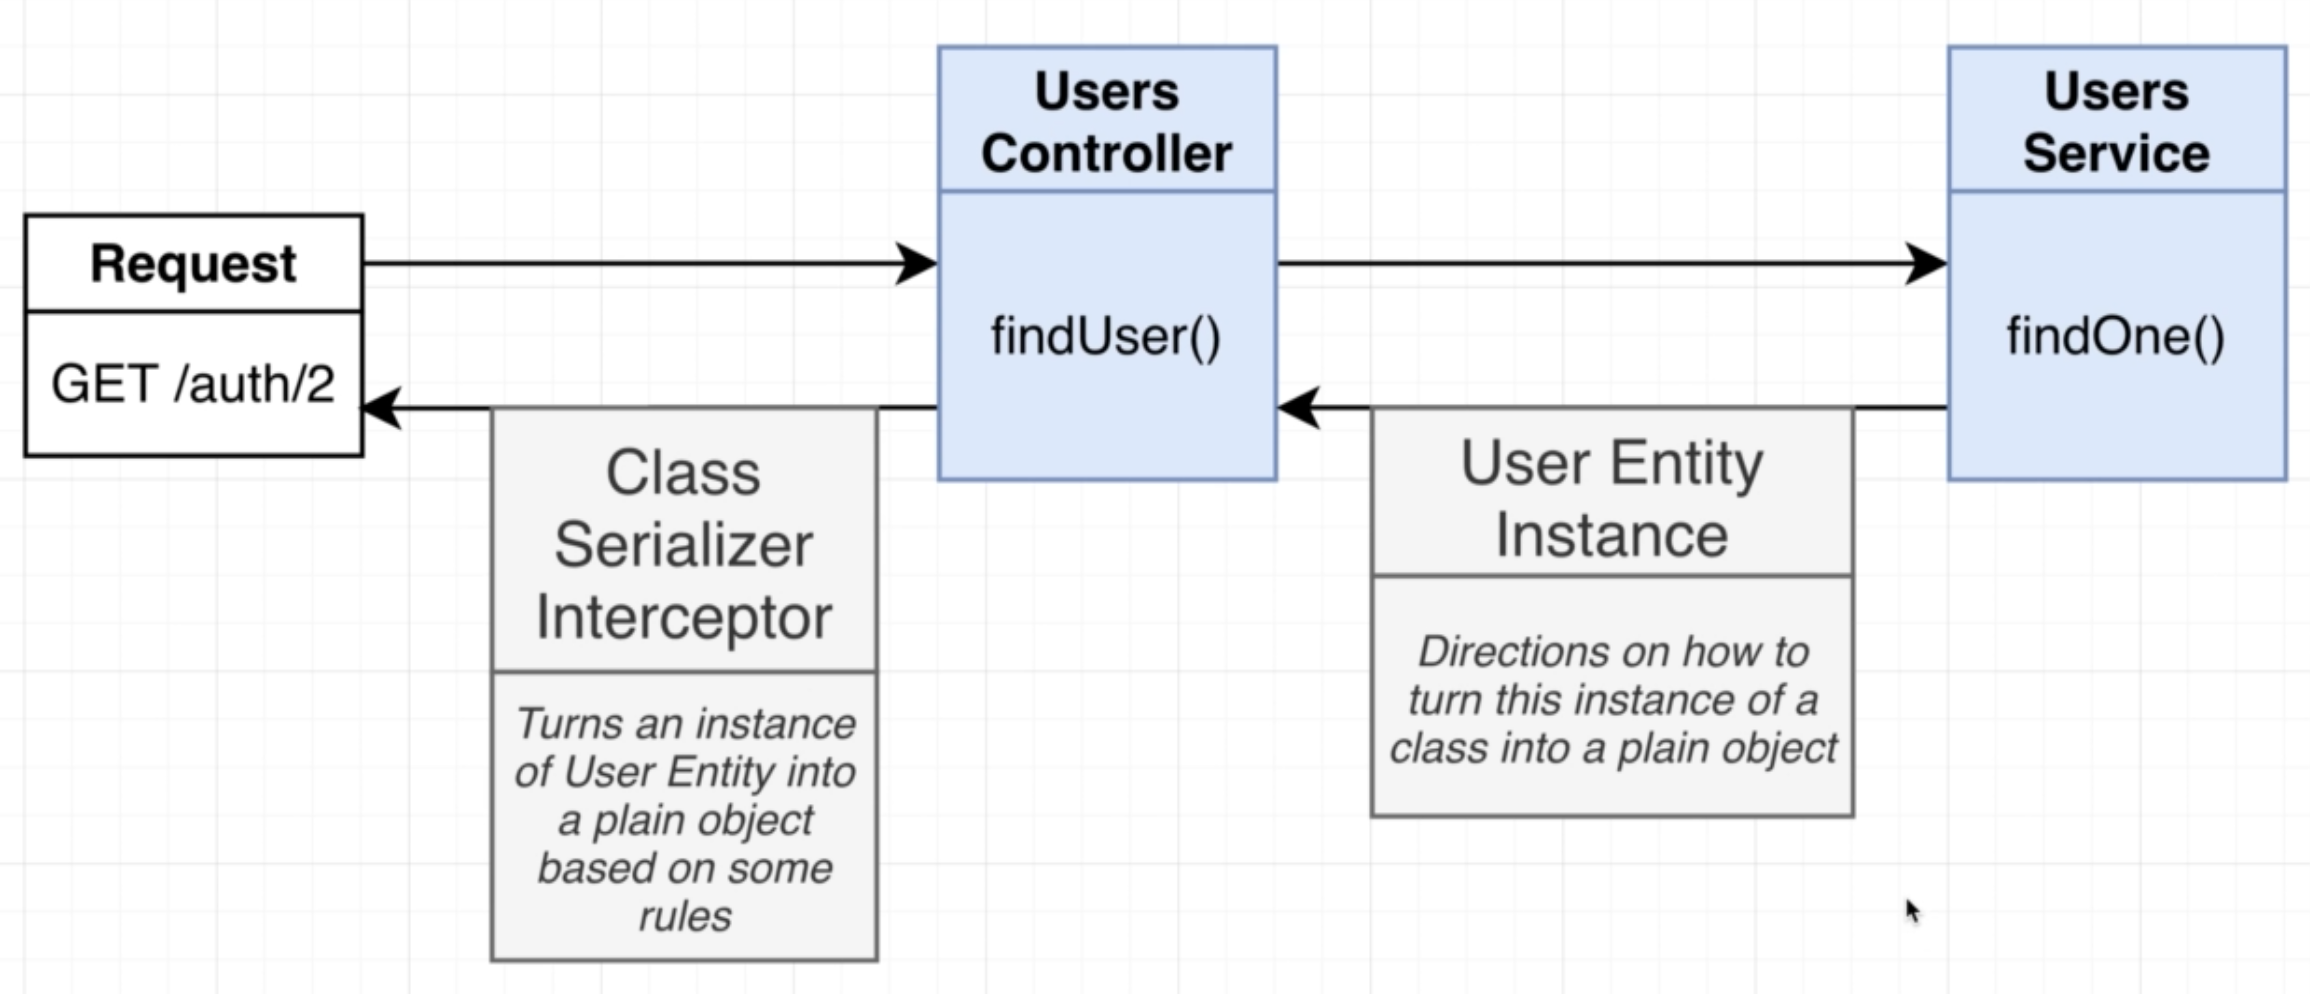 Users
Controller
findUser()
Users
Service
findOne()
Request
GET /auth/2
Class
Serializer
Interceptor
Turns an instance
of User Entity into
a plain object
based on some
rules
User Entity
Instance
Directions on how to
turn this instance of a
class into a plain object